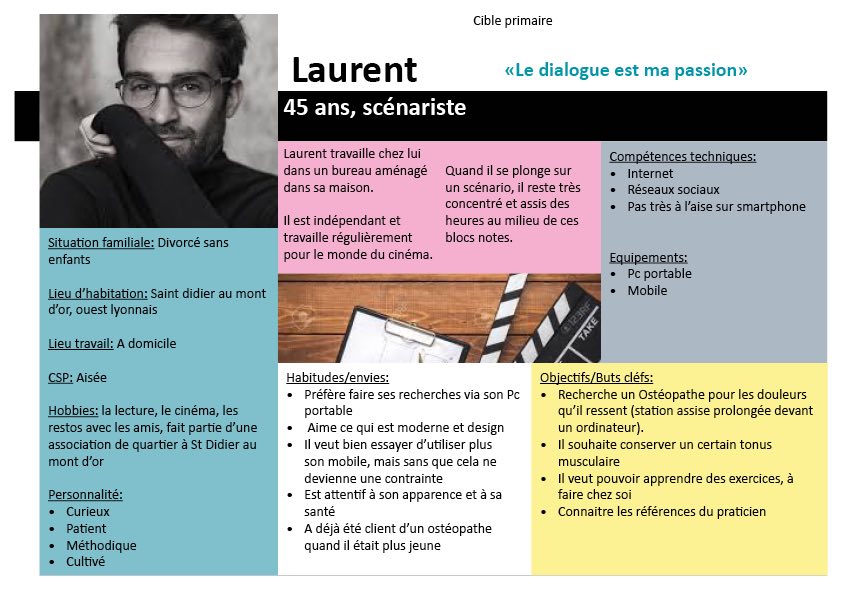 Cible primaire
Laurent
«Le dialogue est ma passion»
45 ans, scénariste
Laurent travaille chez lui
dans un bureau aménagé
dans sa maison.
Il est indépendant et
travaille régulièrement
pour le monde du cinéma.
Quand il se plonge sur
un scénario, il reste très
concentré et assis des
heures au milieu de ces
blocs notes.
Compétences techniques:
• Internet
• Réseaux sociaux
• Pas très à l’aise sur smartphone
Equipements:
• Pc portable
• Mobile
Situation familiale: Divorcé sans
enfants
Lieu d’habitation: Saint didier au mont
d’or, ouest lyonnais
Lieu travail: A domicile
CSP: Aisée
Hobbies: la lecture, le cinéma, les
restos avec les amis, fait partie d’une
association de quartier à St Didier au
mont d’or
Personnalité:
• Curieux
• Patient
• Méthodique
• Cultivé
123RF
TAKE
Habitudes/envies:
• Préfère faire ses recherches via son Pc
portable
• Aime ce qui est moderne et design
• Il veut bien essayer d’utiliser plus
son mobile, mais sans que cela ne
devienne une contrainte
• Est attentif à son apparence et à sa
santé
• A déjà été client d’un ostéopathe
quand il était plus jeune
Objectifs/Buts cléfs:
• Recherche un Ostéopathe pour les douleurs
qu’il ressent (station assise prolongée devant
un ordinateur).
• Il souhaite conserver un certain tonus
musculaire
• Il veut pouvoir apprendre des exercices, à
faire chez soi
• Connaitre les références du praticien